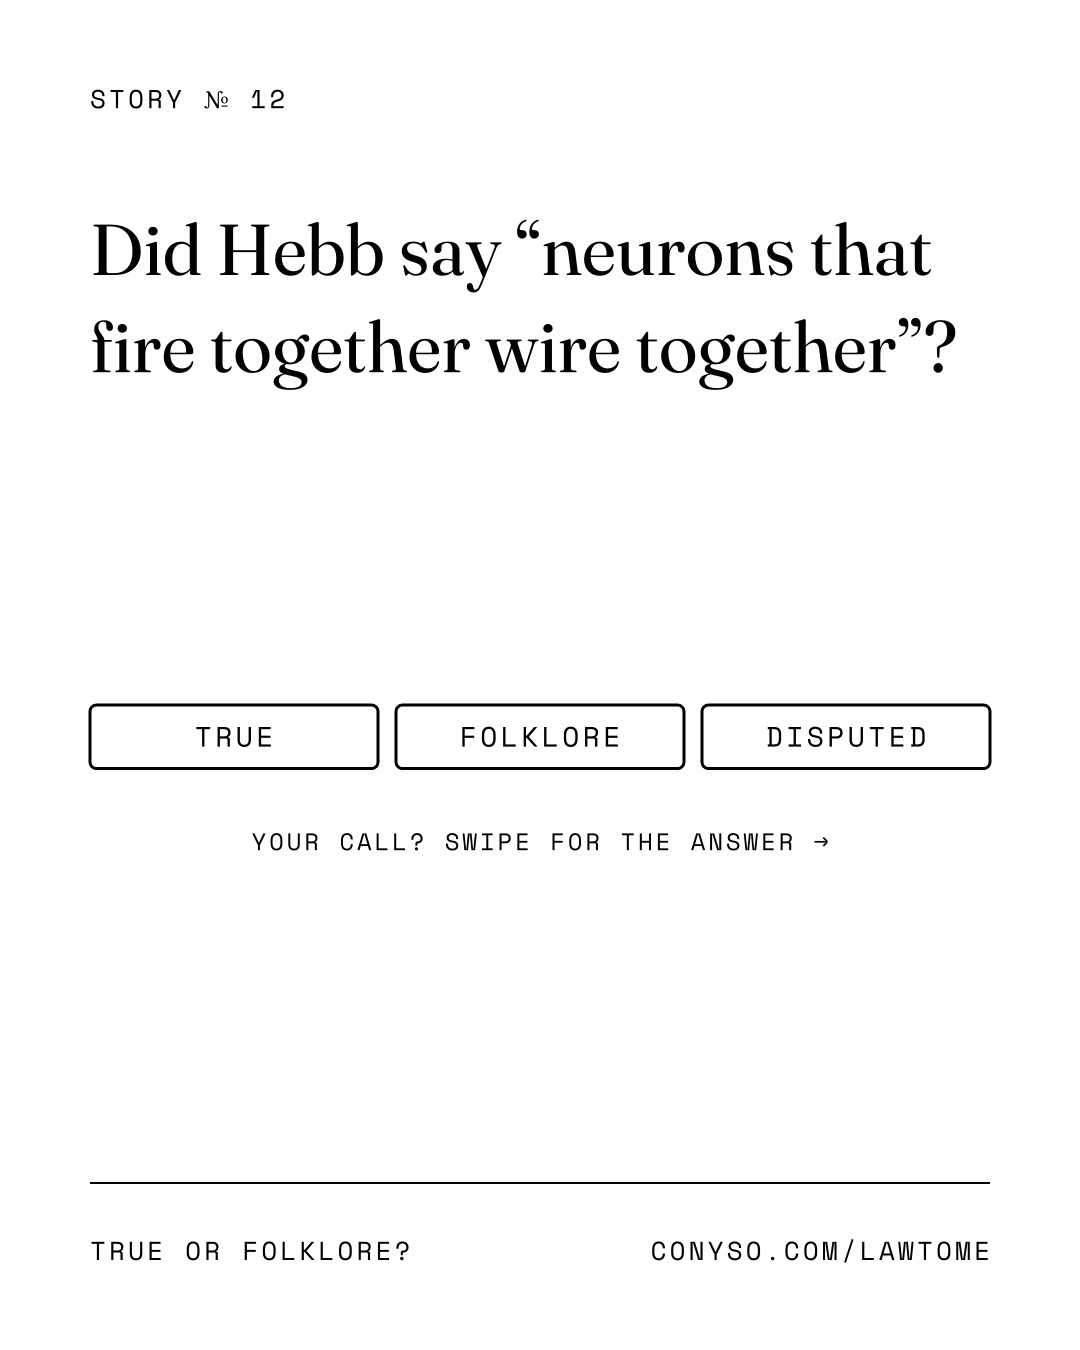 STORY № 12
Did Hebb say “neurons that
fire together wire together”?
TRUE
FOLKLORE
DISPUTED
YOUR CALL? SWIPE FOR THE ANSWER →
TRUE OR FOLKLORE?
CONYSO.COM/LAWTOME